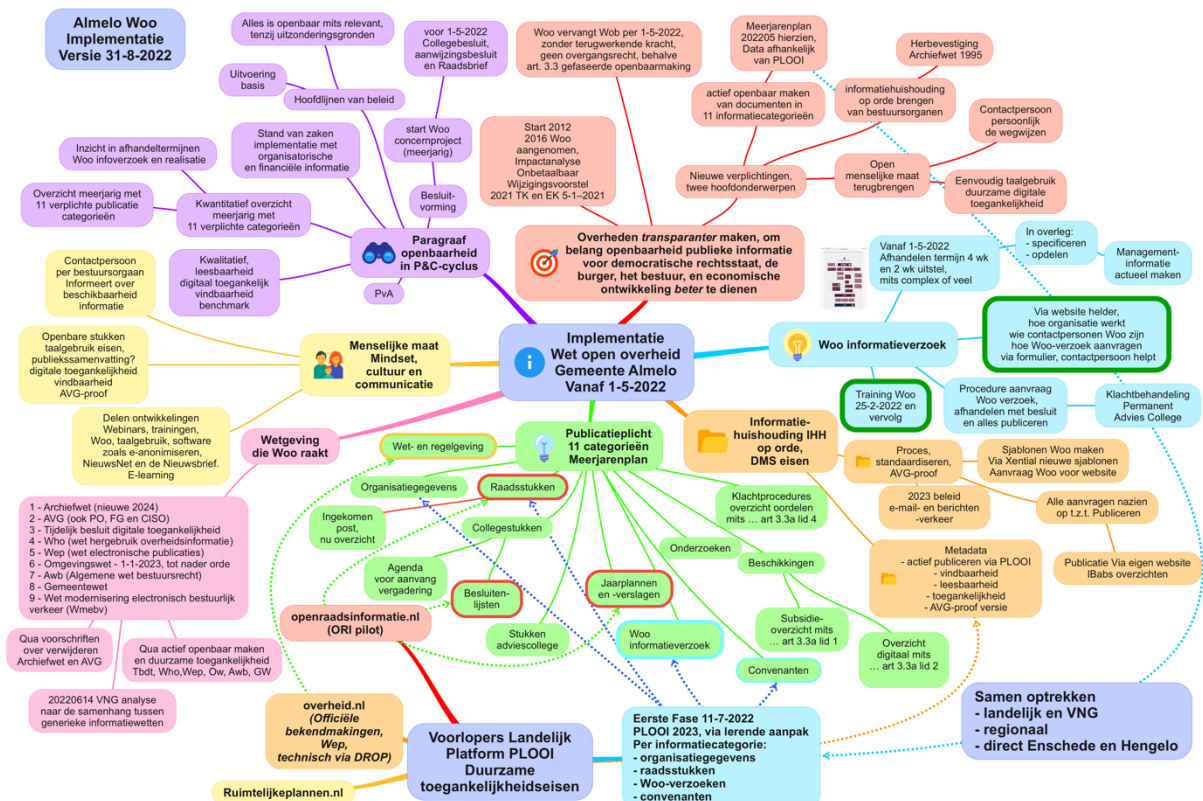 Almelo Woo
Implementatie
Versie 31-8-2022
Alles is openbaar mits relevant,
tenzij uitzonderingsgronden
Uitvoering
basis
Hoofdlijnen van beleid
voor 1-5-2022
Collegebesluit,
aanwijzingsbesluit
en Raadsbrief
start Woo
concernproject
(meerjarig)
Besluit-
vorming
Stand van zaken
implementatie met
organisatorische
en financiële informatie
Inzicht in afhandeltermijnen
Woo infoverzoek en realisatie
Overzicht meerjarig met
11 verplichte publicatie
categorieën
Kwantitatief overzicht
meerjarig met
11 verplichte categorieën
Kwalitatief,
leesbaarheid
digitaal toegankelijk
vindbaarheid
benchmark
PvA
Paragraaf
openbaarheid
in P&C-cyclus
Woo vervangt Wob per 1-5-2022,
zonder terugwerkende kracht,
geen overgangsrecht, behalve
art. 3.3 gefaseerde openbaarmaking
Start 2012
2016 Woo
aangenomen,
Impactanalyse
Onbetaalbaar
Wijzigingsvoorstel
2021 TK en EK 5-1–2021
Meerjarenplan
202205 hierzien,
Data afhankelijk
van PLOOI
actief openbaar maken
van documenten in
11 informatiecategorieën
Herbevestiging
Archiefwet 1995
informatiehuishouding
op orde brengen
van bestuursorganen
Nieuwe verplichtingen,
twee hoofdonderwerpen
Open
menselijke maat
terugbrengen
Contactpersoon
persoonlijk
de wegwijzen
Eenvoudig taalgebruik
duurzame digitale
toegankelijkheid
Overheden transparanter maken, om
belang openbaarheid publieke informatie
voor democratische rechtsstaat, de
burger, het bestuur, en economische
ontwikkeling beter te dienen
Contactpersoon
per bestuursorgaan
Informeert over
beschikbaarheid
informatie
Openbare stukken
taalgebruik eisen,
publiekssamenvatting?
digitale toegankelijkheid
vindbaarheid
AVG-proof
Delen ontwikkelingen
Webinars, trainingen,
Woo, taalgebruik, software
zoals e-anonimiseren,
NieuwsNet en de Nieuwsbrief.
E-learning
Menselijke maat
Mindset,
cultuur en
communicatie
Implementatie
Wet open overheid
Gemeente Almelo
Vanaf 1-5-2022
Woo informatieverzoek
Vanaf 1-5-2022
Afhandelen termijn 4 wk
en 2 wk uitstel,
mits complex of veel
In overleg:
- specificeren
- opdelen
Management-
informatie
actueel maken
Via website helder,
hoe organisatie werkt
wie contactpersonen Woo zijn
hoe Woo-verzoek aanvragen
via formulier, contactpersoon helpt
Training Woo
25-2-2022 en
vervolg
Procedure aanvraag
Woo verzoek,
afhandelen met besluit
en alles publiceren
Klachtbehandeling
Permanent
Advies College
Wetgeving
die Woo raakt
1 - Archiefwet (nieuwe 2024)
2 - AVG (ook PO, FG en CISO)
3 - Tijdelijk besluit digitale toegankelijkheid
4 - Who (wet hergebruik overheidsinformatie)
5 - Wep (wet electronische publicaties)
6 - Omgevingswet - 1-1-2023, tot nader orde
7 - Awb (Algemene wet bestuursrecht)
8 - Gemeentewet
9 - Wet modernisering electronisch bestuurlijk
verkeer (Wmebv)
Qua voorschriften
over verwijderen
Archiefwet en AVG
Qua actief openbaar maken
en duurzame toegankelijkheid
Tbdt, Who,Wep, Ow, Awb, GW
20220614 VNG analyse
naar de samenhang tussen
generieke informatiewetten
Publicatieplicht
11 categorieën
Meerjarenplan
Wet- en regelgeving
Organisatiegegevens
Raadsstukken
Ingekomen
post,
nu overzicht
Collegestukken
Agenda
voor aanvang
vergadering
Besluiten-
lijsten
Stukken
adviescollege
Jaarplannen
en -verslagen
Woo
informatieverzoek
Convenanten
Onderzoeken
Beschikkingen
Klachtprocedures
overzicht oordelen
mits ... art 3.3a lid 4
Subsidie-
overzicht mits
... art 3.3a lid 1
Overzicht
digitaal mits
... art 3.3a lid 2
Informatie-
huishouding IHH
op orde,
DMS eisen
Proces,
standaardiseren,
AVG-proof
Sjablonen Woo maken
Via Xential nieuwe sjablonen
Aanvraag Woo voor website
2023 beleid
e-mail- en berichten
-verkeer
Alle aanvragen nazien
op t.z.t. Publiceren
Publicatie Via eigen website
IBabs overzichten
Metadata
- actief publiceren via PLOOI
- vindbaarheid
- leesbaarheid
- toegankelijkheid
- AVG-proof versie
openraadsinformatie.nl
(ORI pilot)
overheid.nl
(Officiële
bekendmakingen,
Wep,
technisch via DROP)
Ruimtelijkeplannen.nl
Voorlopers Landelijk
Platform PLOOI
Duurzame
toegankelijkheidseisen
Eerste Fase 11-7-2022
PLOOI 2023, via lerende aanpak
Per informatiecategorie:
- organisatiegegevens
- raadsstukken
- Woo-verzoeken
- convenanten
Samen optrekken
- landelijk en VNG
- regionaal
- direct Enschede en Hengelo